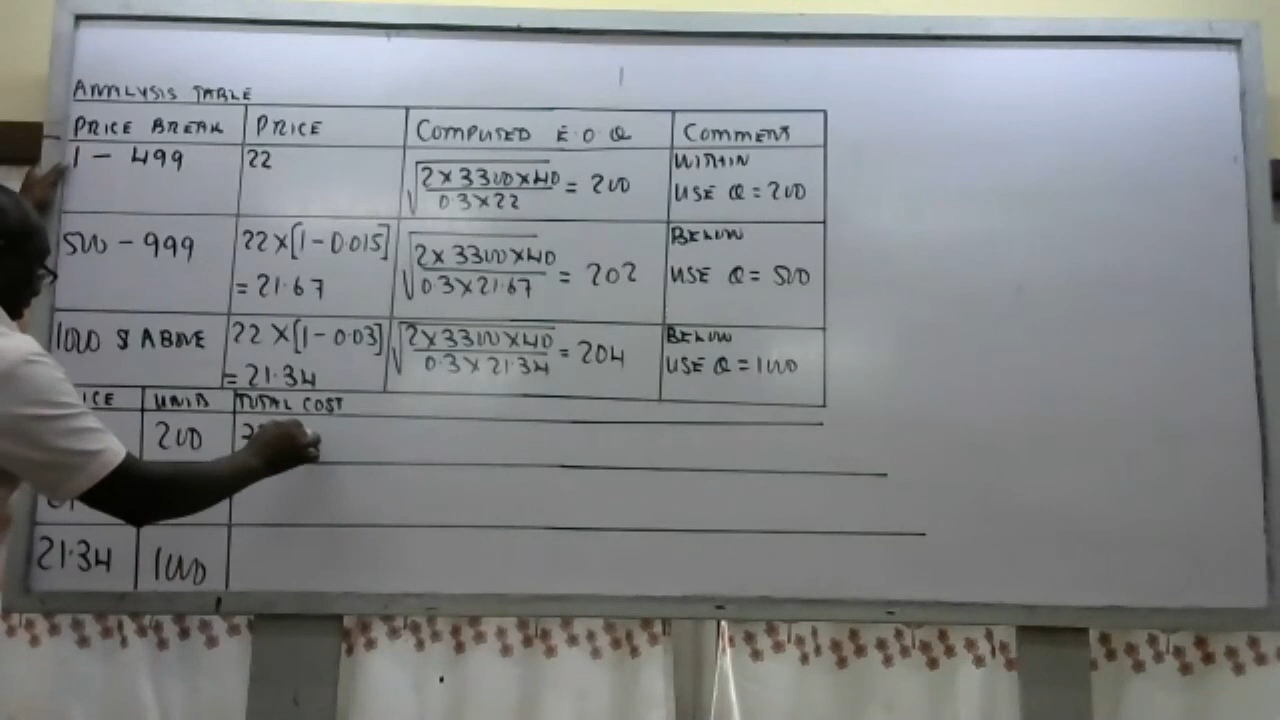 ANALYSIS TABLE
PRICE BREAK PRICE COMPUTED E.O.Q COMMENT
1 - 499 22 √(2 × 3300 × 40 / 0.3 × 22) = 200 WITHIN
USE Q = 200
500 - 999 22 × [1 - 0.015] √(2 × 3300 × 40 / 0.3 × 21.67) = 202 BELOW
= 21.67 USE Q = 500
1000 & ABOVE 22 × [1 - 0.03] √(2 × 3300 × 40 / 0.3 × 21.34) = 204 BELOW
= 21.34 USE Q = 1000
ICE UNITS TOTAL COST
200
21.34 1000